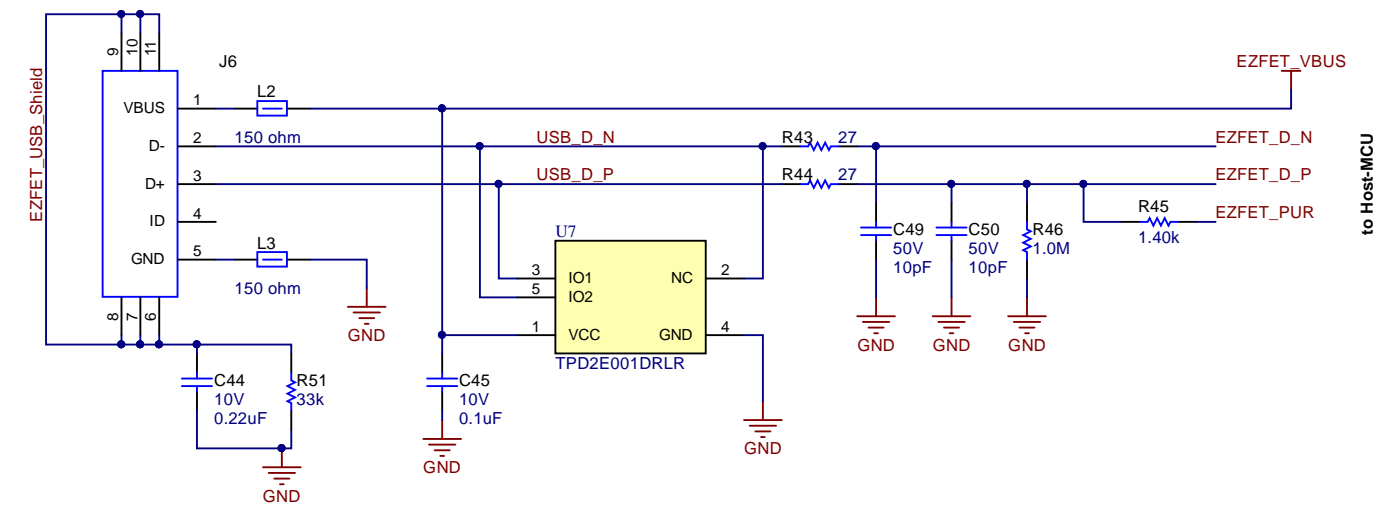 EZFET_VBUS
J6
9
10
11
EZFET_USB_Shield
VBUS
1
L2
150 ohm
D-
2
USB_D_N
R43
27
EZFET_D_N
D+
3
USB_D_P
R44
27
EZFET_D_P
to Host-MCU
ID
4
R45
1.40k
EZFET_PUR
GND
5
L3
150 ohm
GND
8
7
6
U7
3
IO1
5
IO2
1
VCC
NC
2
GND
4
TPD2E001DRLR
C49
50V
10pF
GND
C50
50V
10pF
GND
R46
1.0M
GND
C44
10V
0.22uF
R51
33k
GND
C45
10V
0.1uF
GND
GND